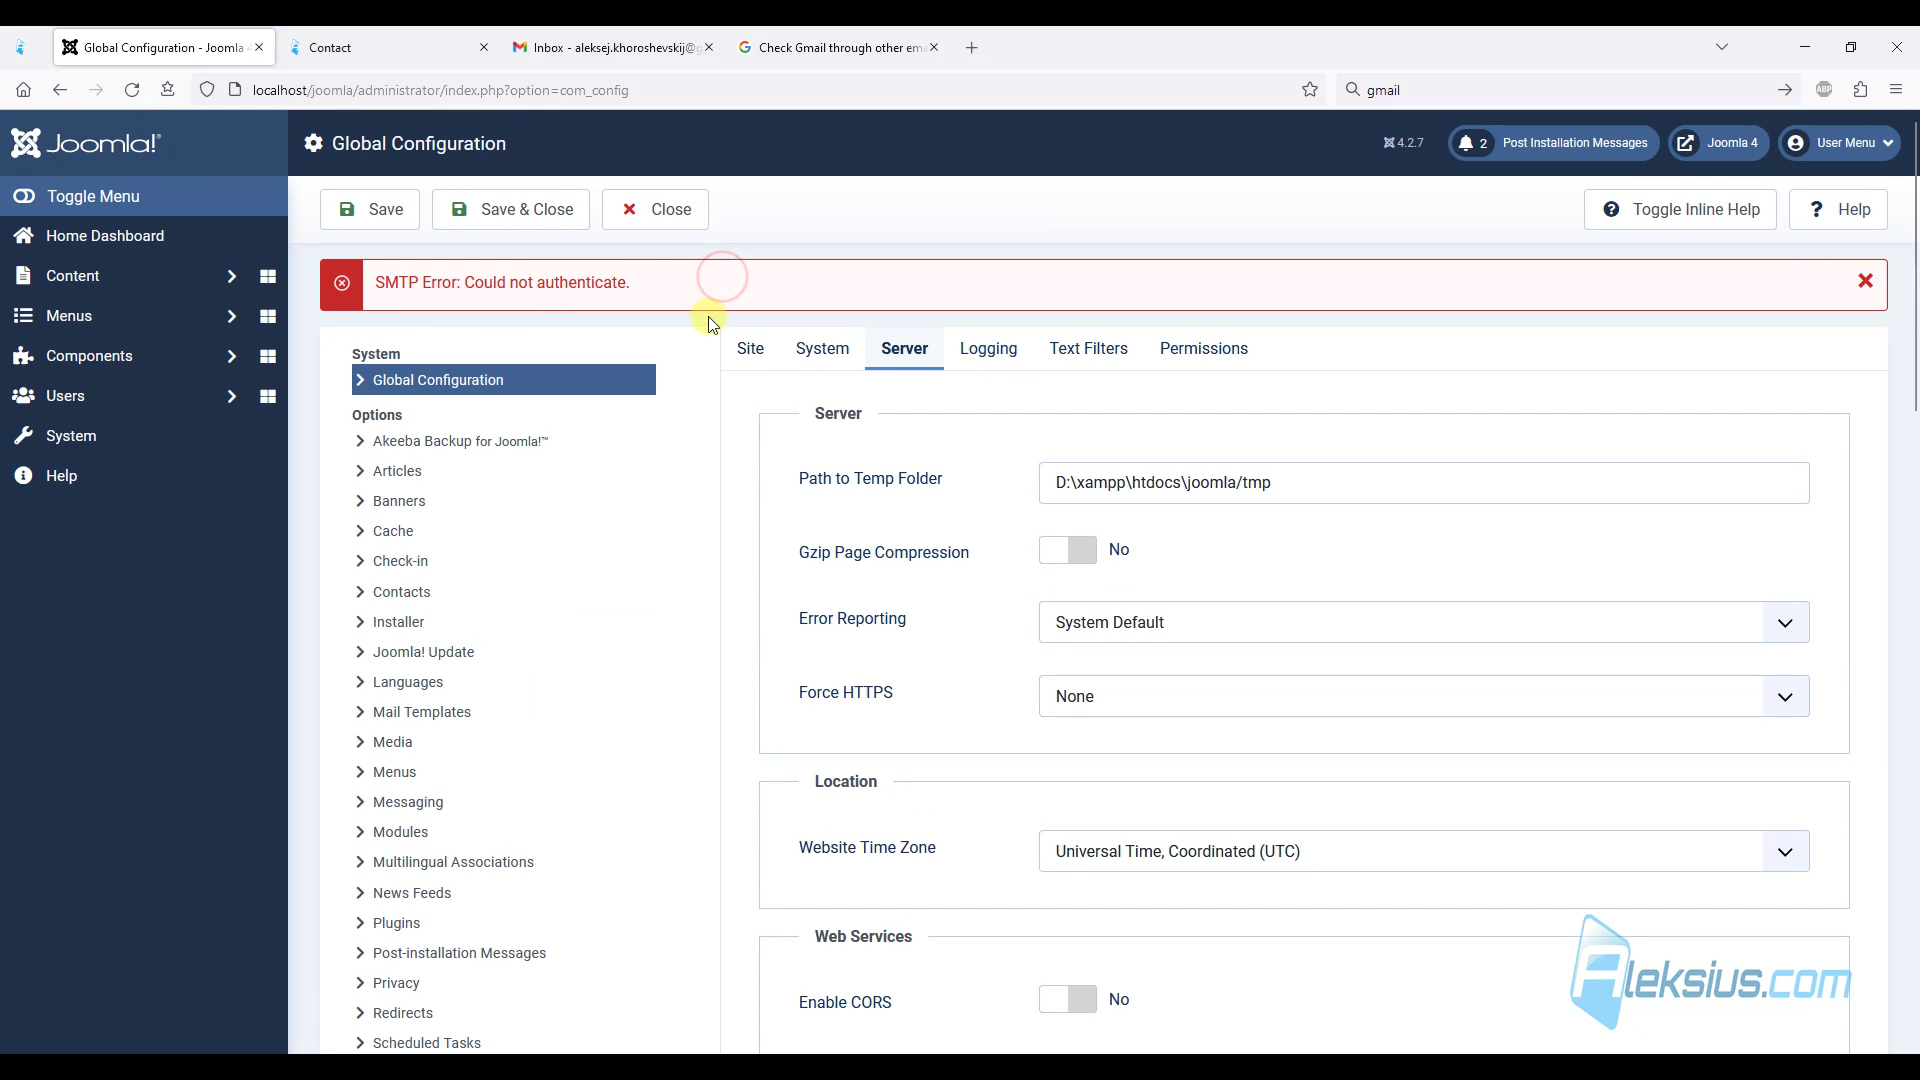 Global Configuration - Joomla
Contact
Inbox - aleksej.khoroshevskij@g
Check Gmail through other ema
localhost/joomla/administrator/index.php?option=com_config
gmail
ABP
Joomla!
Global Configuration
4.2.7
2
Post Installation Messages
Joomla 4
User Menu
Toggle Menu
Home Dashboard
Content
Menus
Components
Users
System
Help
Save
Save & Close
Close
Toggle Inline Help
Help
SMTP Error: Could not authenticate.
System
Global Configuration
Options
Akeeba Backup for Joomla!™
Articles
Banners
Cache
Check-in
Contacts
Installer
Joomla! Update
Languages
Mail Templates
Media
Menus
Messaging
Modules
Multilingual Associations
News Feeds
Plugins
Post-installation Messages
Privacy
Redirects
Scheduled Tasks
Site
System
Server
Logging
Text Filters
Permissions
Server
Path to Temp Folder
D:\xampp\htdocs\joomla/tmp
Gzip Page Compression
No
Error Reporting
System Default
Force HTTPS
None
Location
Website Time Zone
Universal Time, Coordinated (UTC)
Web Services
Enable CORS
No
Aleksius.com